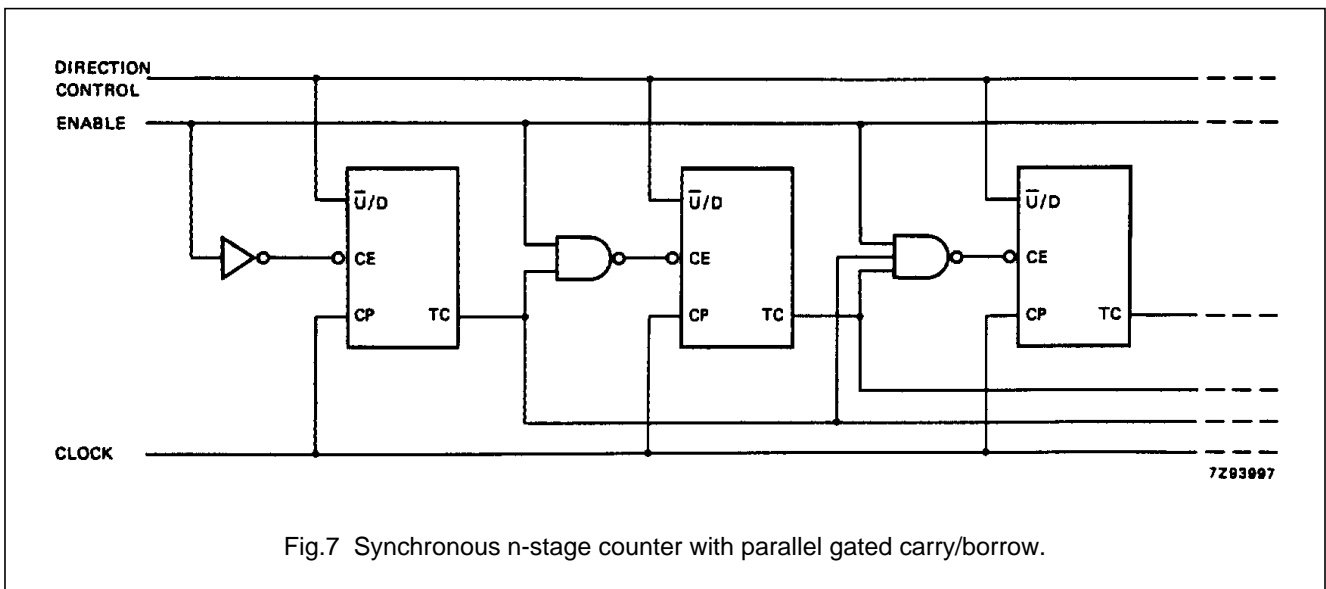 DIRECTION
CONTROL
ENABLE
U̅/D
CE
CP TC
U̅/D
CE
CP TC
U̅/D
CE
CP TC
CLOCK
7Z93997
Fig.7 Synchronous n-stage counter with parallel gated carry/borrow.